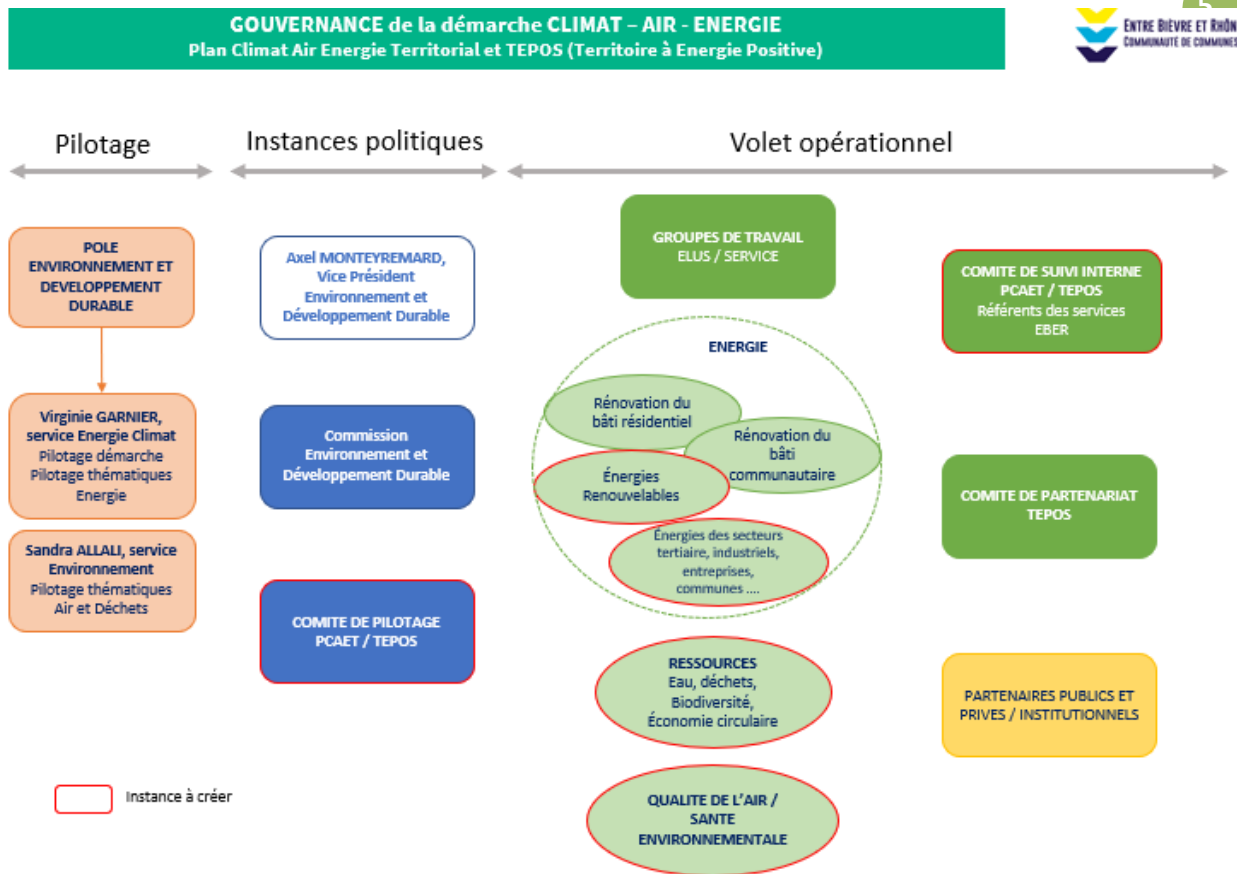 5
GOUVERNANCE de la démarche CLIMAT – AIR - ENERGIE
Plan Climat Air Energie Territorial et TEPOS (Territoire à Energie Positive)
ENTRE BIÈVRE ET RHÔN
COMMUNAUTÉ DE COMMUNES
Pilotage
Instances politiques
Volet opérationnel
POLE
ENVIRONNEMENT ET
DEVELOPPEMENT
DURABLE
Virginie GARNIER,
service Energie Climat
Pilotage démarche
Pilotage thématiques
Energie
Sandra ALLALI, service
Environnement
Pilotage thématiques
Air et Déchets
Axel MONTEYREMARD,
Vice Président
Environnement et
Développement Durable
Commission
Environnement et
Développement Durable
COMITE DE PILOTAGE
PCAET / TEPOS
GROUPES DE TRAVAIL
ELUS / SERVICE
ENERGIE
Rénovation du
bâti résidentiel
Rénovation du
bâti
communautaire
Énergies
Renouvelables
Énergies des secteurs
tertiaire, industriels,
entreprises,
communes ....
RESSOURCES
Eau, déchets,
Biodiversité,
Économie circulaire
QUALITE DE L'AIR /
SANTE
ENVIRONNEMENTALE
COMITE DE SUIVI INTERNE
PCAET / TEPOS
Référents des services
EBER
COMITE DE PARTENARIAT
TEPOS
PARTENAIRES PUBLICS ET
PRIVES / INSTITUTIONNELS
Instance à créer